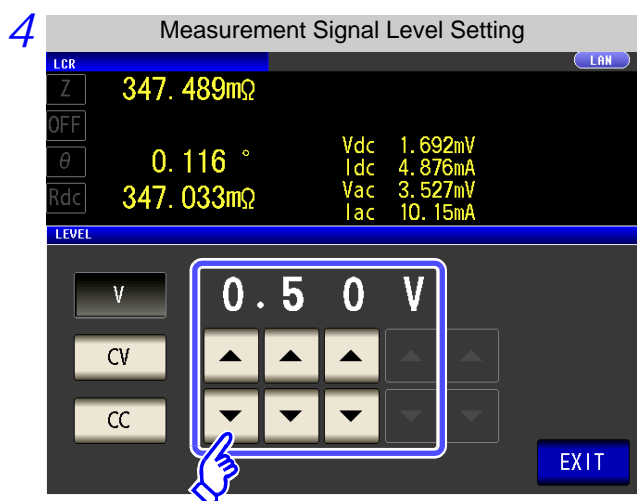 4 Measurement Signal Level Setting
LCR LAN
Z 347.489mΩ
OFF
Vdc 1.692mV
θ 0.116 ° Idc 4.876mA
Vac 3.527mV
Rdc 347.033mΩ Iac 10.15mA
LEVEL
V 0.50 V
CV
CC
EXIT